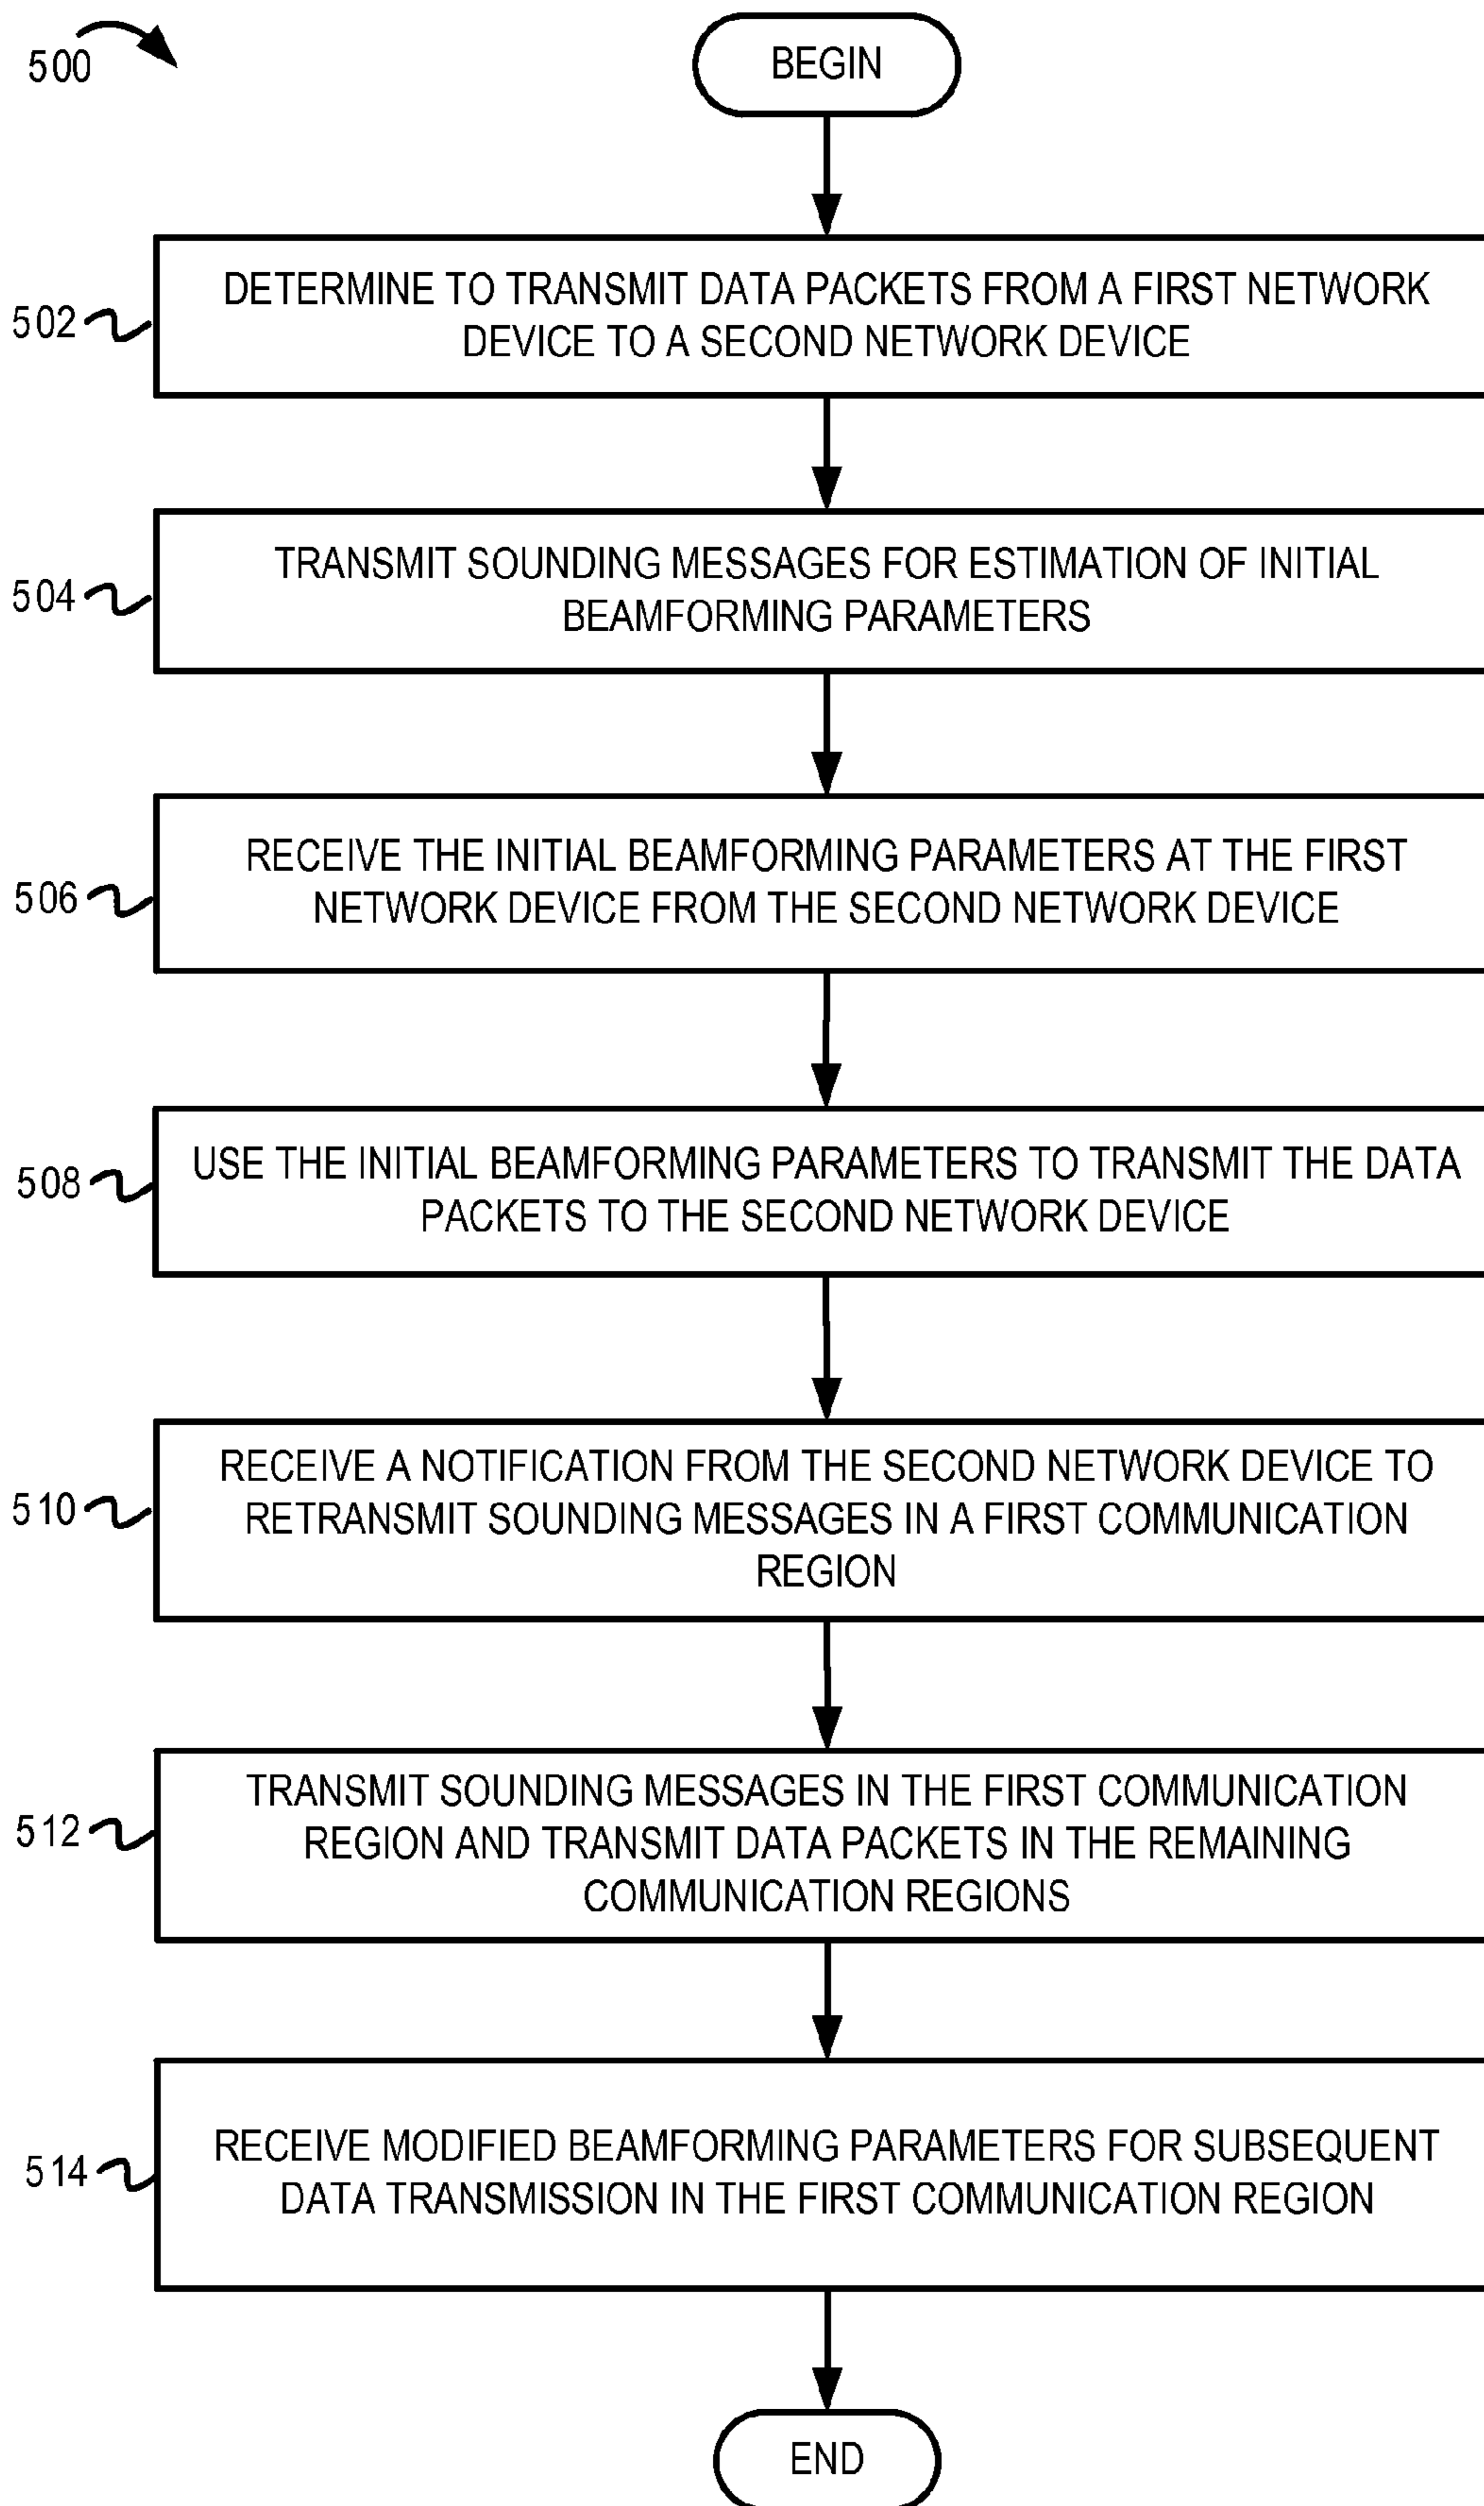 500
BEGIN
502
DETERMINE TO TRANSMIT DATA PACKETS FROM A FIRST NETWORK
DEVICE TO A SECOND NETWORK DEVICE
504
TRANSMIT SOUNDING MESSAGES FOR ESTIMATION OF INITIAL
BEAMFORMING PARAMETERS
506
RECEIVE THE INITIAL BEAMFORMING PARAMETERS AT THE FIRST
NETWORK DEVICE FROM THE SECOND NETWORK DEVICE
508
USE THE INITIAL BEAMFORMING PARAMETERS TO TRANSMIT THE DATA
PACKETS TO THE SECOND NETWORK DEVICE
510
RECEIVE A NOTIFICATION FROM THE SECOND NETWORK DEVICE TO
RETRANSMIT SOUNDING MESSAGES IN A FIRST COMMUNICATION
REGION
512
TRANSMIT SOUNDING MESSAGES IN THE FIRST COMMUNICATION
REGION AND TRANSMIT DATA PACKETS IN THE REMAINING
COMMUNICATION REGIONS
514
RECEIVE MODIFIED BEAMFORMING PARAMETERS FOR SUBSEQUENT
DATA TRANSMISSION IN THE FIRST COMMUNICATION REGION
END